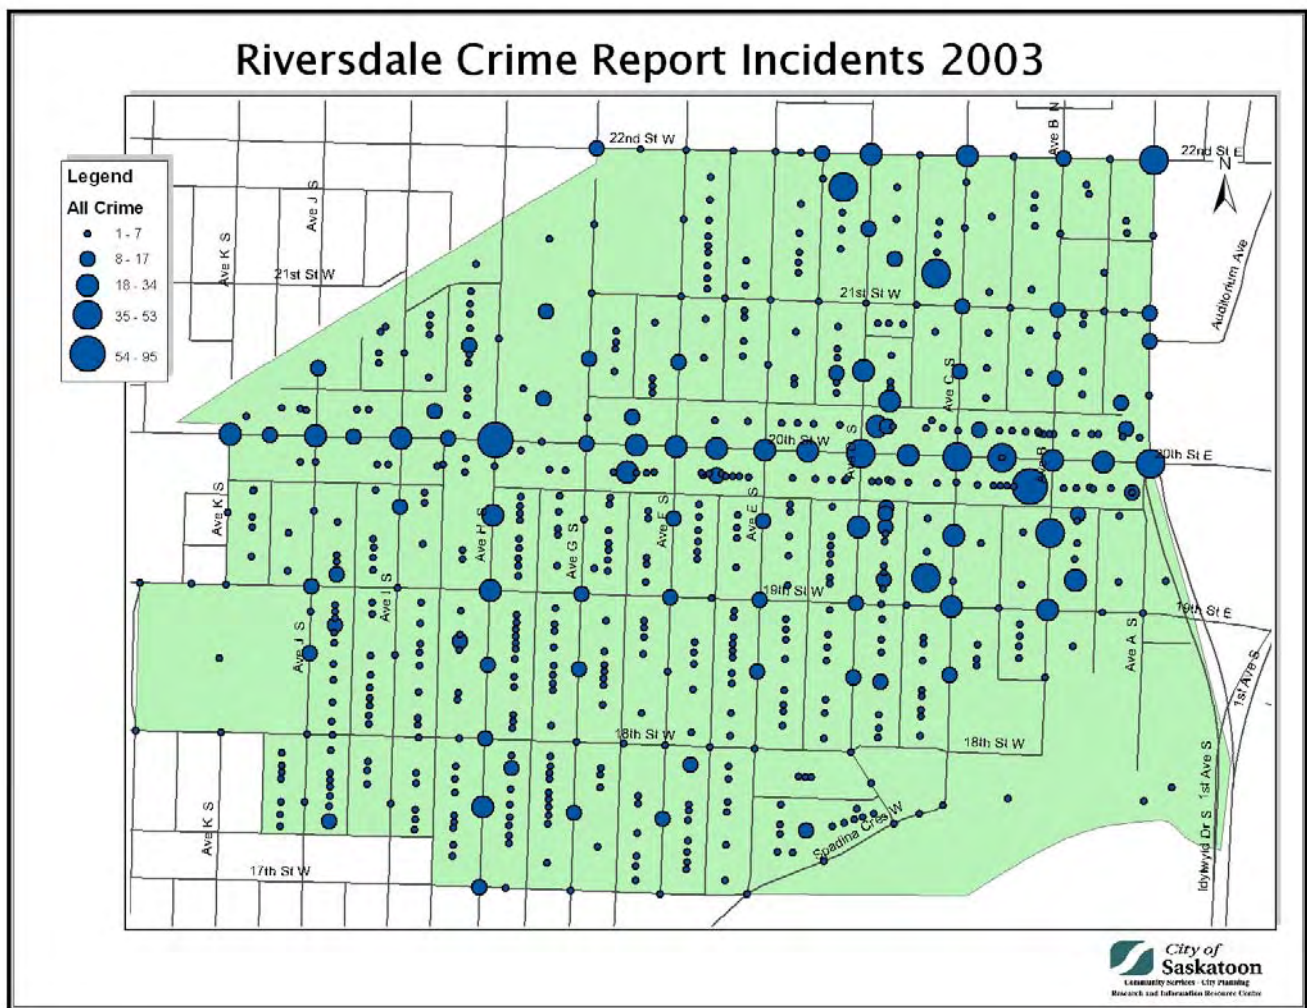 Riversdale Crime Report Incidents 2003
22nd St W
Ave B N
22nd St E
N
Legend
All Crime
1 - 7
8 - 17
18 - 34
35 - 53
54 - 95
Ave J S
Ave K S
21st St W
21st St W
Auditorium Ave
Ave C S
20th St W
Ave B
20th St E
Ave K S
Ave H S
Ave G S
Ave F S
Ave E S
19th St W
19th St E
Ave J S
Ave I S
Ave A S
1st Ave S
18th St W
18th St W
Ave K S
Spadina Cres W
Idylwyld Dr S
1st Ave S
17th St W
City of
Saskatoon
Community Services - City Planning
Research and Information Resource Centre